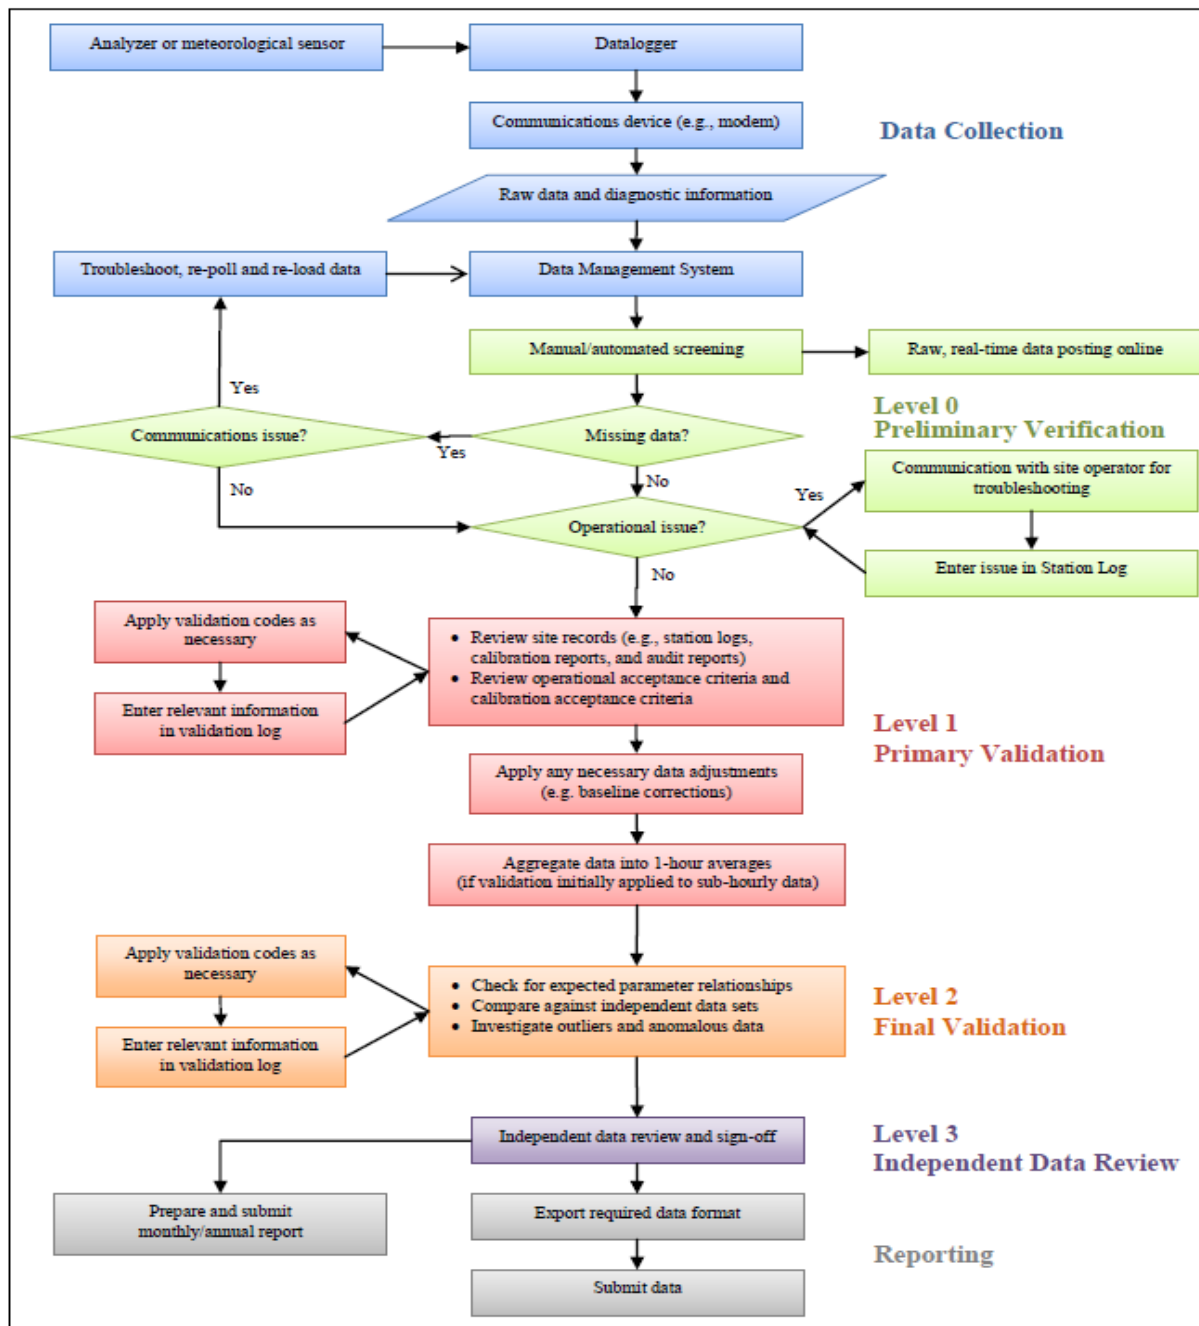 Analyzer or meteorological sensor
Datalogger
Communications device (e.g., modem)
Data Collection
Raw data and diagnostic information
Troubleshoot, re-poll and re-load data
Data Management System
Manual/automated screening
Raw, real-time data posting online
Yes
Level 0
Preliminary Verification
Communications issue?
Yes
Missing data?
No
No
Communication with site operator for
troubleshooting
Yes
Operational issue?
Enter issue in Station Log
No
Apply validation codes as
necessary
Enter relevant information
in validation log
• Review site records (e.g., station logs,
calibration reports, and audit reports)
• Review operational acceptance criteria and
calibration acceptance criteria
Level 1
Primary Validation
Apply any necessary data adjustments
(e.g. baseline corrections)
Aggregate data into 1-hour averages
(if validation initially applied to sub-hourly data)
Apply validation codes as
necessary
Enter relevant information
in validation log
• Check for expected parameter relationships
• Compare against independent data sets
• Investigate outliers and anomalous data
Level 2
Final Validation
Independent data review and sign-off
Level 3
Independent Data Review
Prepare and submit
monthly/annual report
Export required data format
Reporting
Submit data